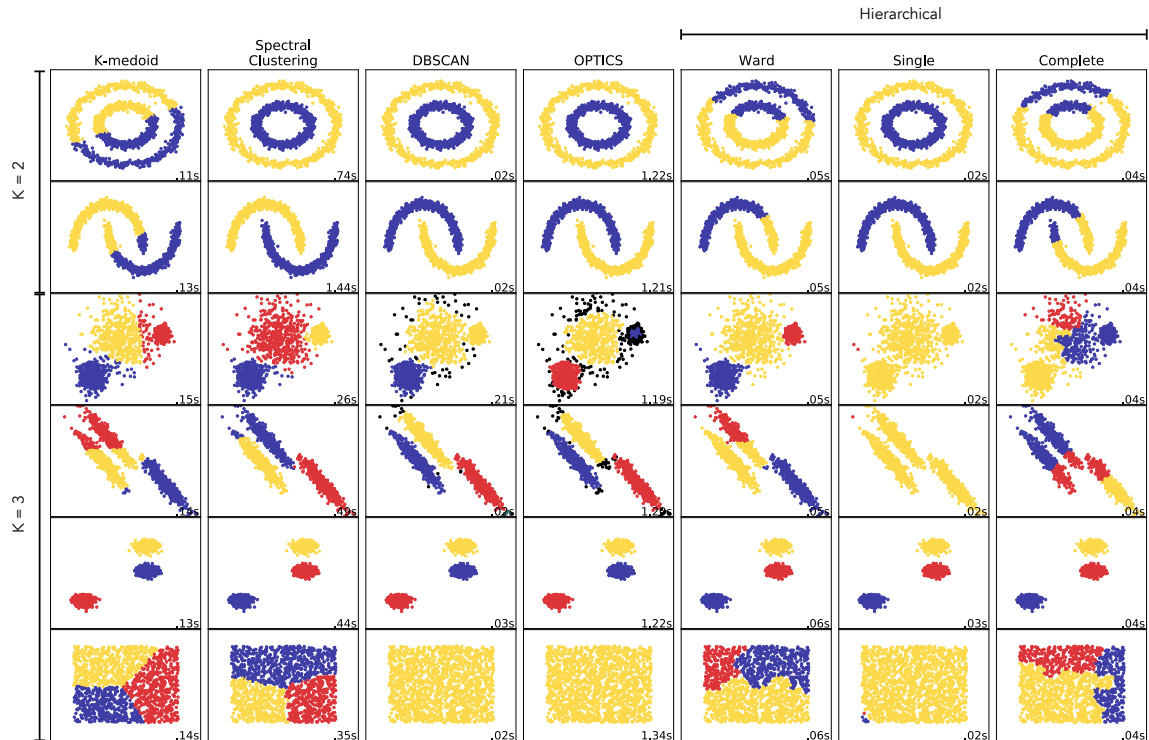 Hierarchical
K-medoid
Spectral
Clustering
DBSCAN
OPTICS
Ward
Single
Complete
K = 2
.11s
.74s
.02s
1.22s
.05s
.02s
.04s
.13s
1.44s
.02s
1.21s
.05s
.02s
.04s
K = 3
.15s
.26s
.21s
1.19s
.05s
.02s
.04s
.49s
.05s
.02s
.04s
.13s
.44s
.03s
1.22s
.06s
.03s
.04s
.14s
.35s
.02s
1.34s
.06s
.02s
.04s